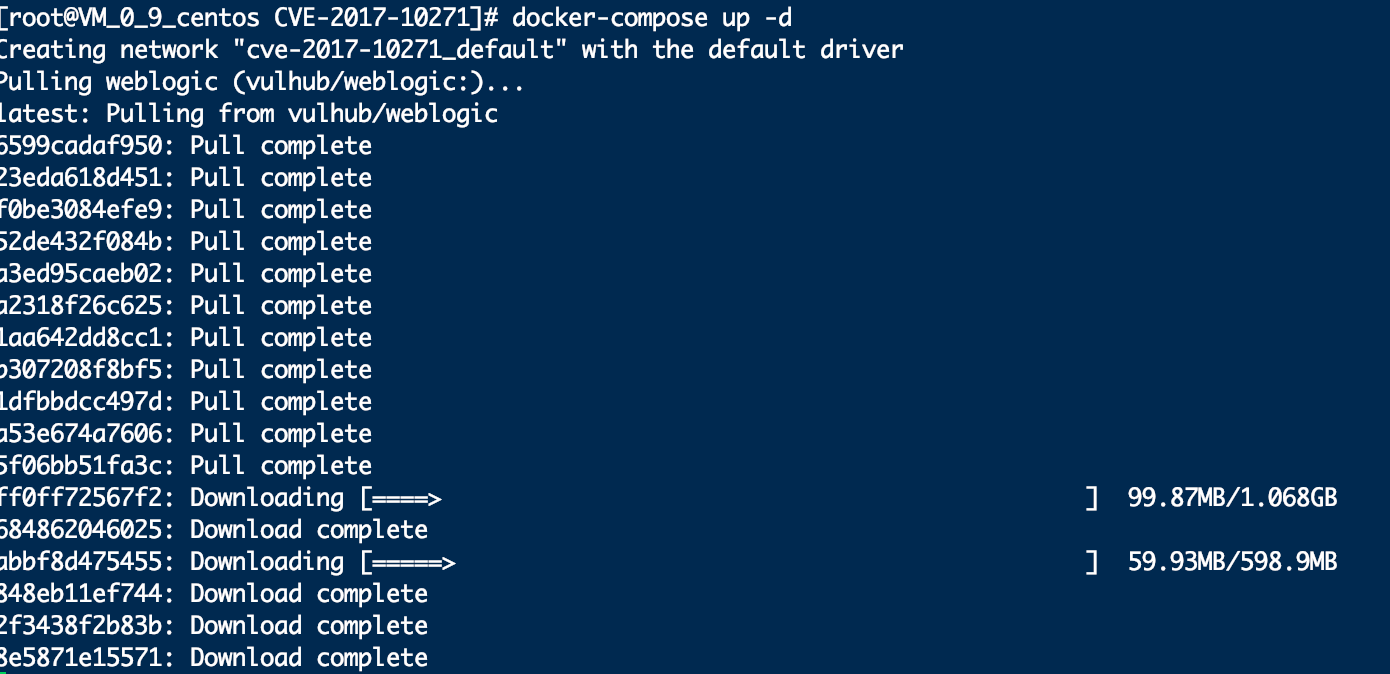 [root@VM_0_9_centos CVE-2017-10271]# docker-compose up -d
Creating network "cve-2017-10271_default" with the default driver
Pulling weblogic (vulhub/weblogic:)...
latest: Pulling from vulhub/weblogic
6599cadaf950: Pull complete
23eda618d451: Pull complete
f0be3084efe9: Pull complete
52de432f084b: Pull complete
a3ed95caeb02: Pull complete
a2318f26c625: Pull complete
1aa642dd8cc1: Pull complete
b307208f8bf5: Pull complete
1dfbbdcc497d: Pull complete
a53e674a7606: Pull complete
5f06bb51fa3c: Pull complete
ff0ff72567f2: Downloading [====> ] 99.87MB/1.068GB
684862046025: Download complete
abbf8d475455: Downloading [=====> ] 59.93MB/598.9MB
848eb11ef744: Download complete
2f3438f2b83b: Download complete
8e5871e15571: Download complete